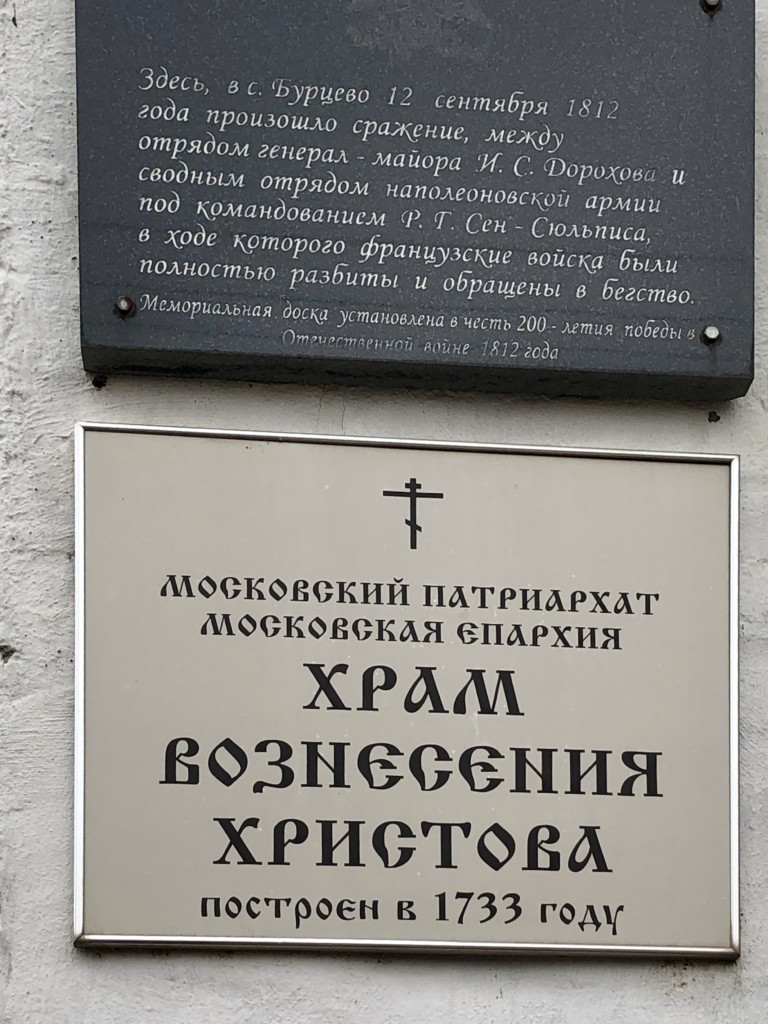 Здесь, в с. Бурцево 12 сентября 1812
года произошло сражение, между
отрядом генерал - майора И. С. Дорохова и
сводным отрядом наполеоновской армии
под командованием Р. Г. Сен - Сюльписа,
в ходе которого французские войска были
полностью разбиты и обращены в бегство.
Мемориальная доска установлена в честь 200 - летия победы в
Отечественной войне 1812 года
МОСКОВСКИЙ ПАТРИАРХАТ
МОСКОВСКАЯ ЕПАРХИЯ
ХРАМ
ВОЗНЕСЕНИЯ
ХРИСТОВА
построен в 1733 году